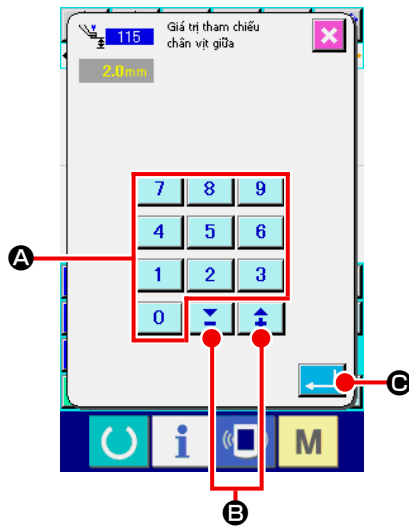 115
Giá trị tham chiếu
chân vịt giữa
2.0mm
7 8 9
A
4 5 6
1 2 3
0
C
i M
B